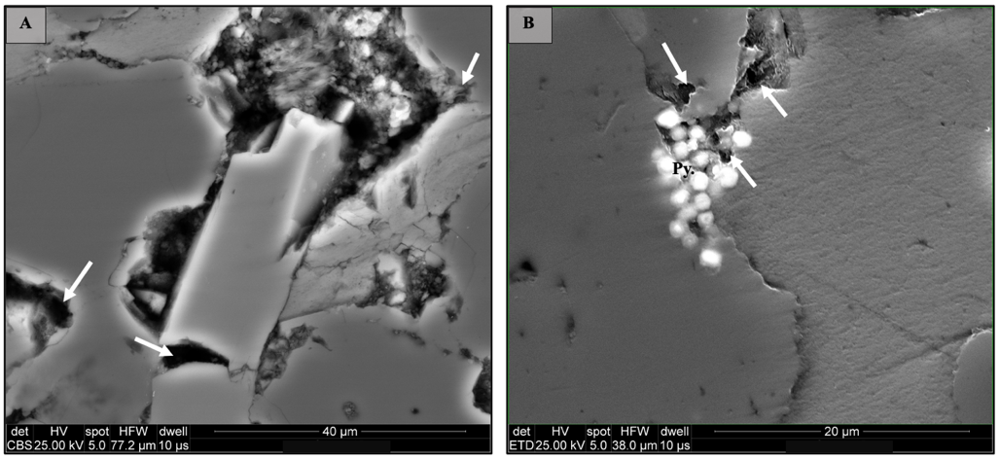 A
B
Py.
det HV spot HFW dwell 40 µm
CBS 25.00 kV 5.0 77.2 µm 10 µs
det HV spot HFW dwell 20 µm
ETD 25.00 kV 5.0 38.0 µm 10 µs